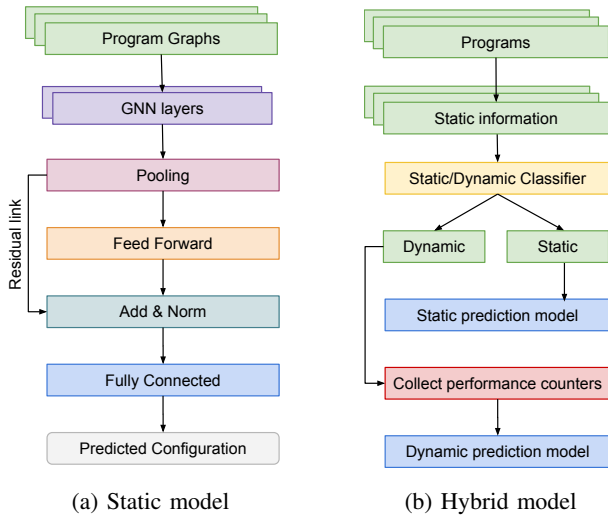 Program Graphs
GNN layers
Pooling
Residual link
Feed Forward
Add & Norm
Fully Connected
Predicted Configuration
(a) Static model
Programs
Static information
Static/Dynamic Classifier
Dynamic
Static
Static prediction model
Collect performance counters
Dynamic prediction model
(b) Hybrid model